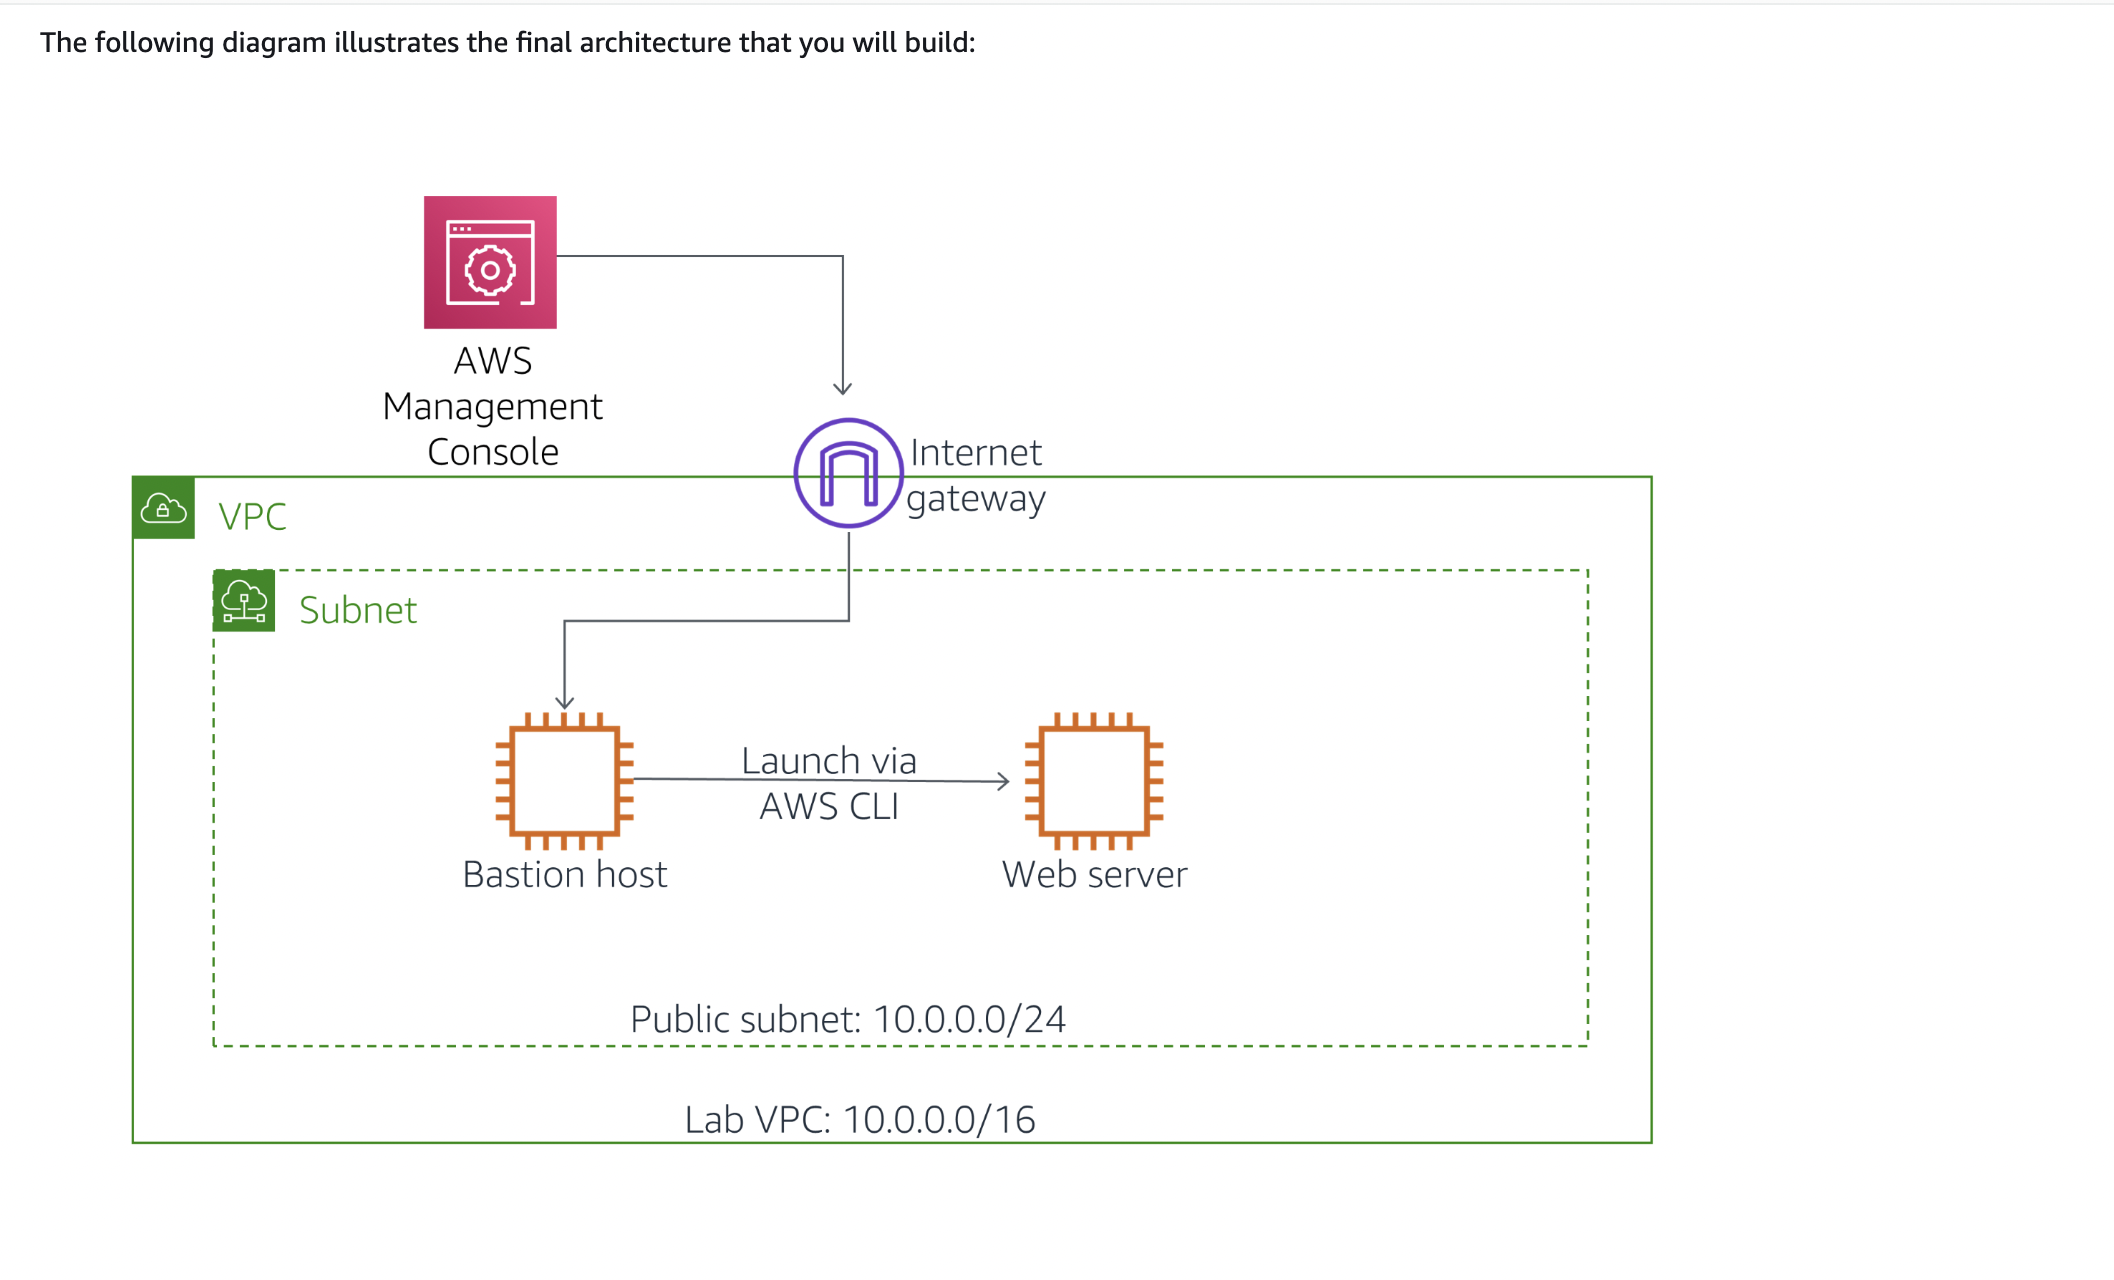 The following diagram illustrates the final architecture that you will build:
AWS
Management
Console
Internet
gateway
VPC
Subnet
Launch via
AWS CLI
Bastion host
Web server
Public subnet: 10.0.0.0/24
Lab VPC: 10.0.0.0/16